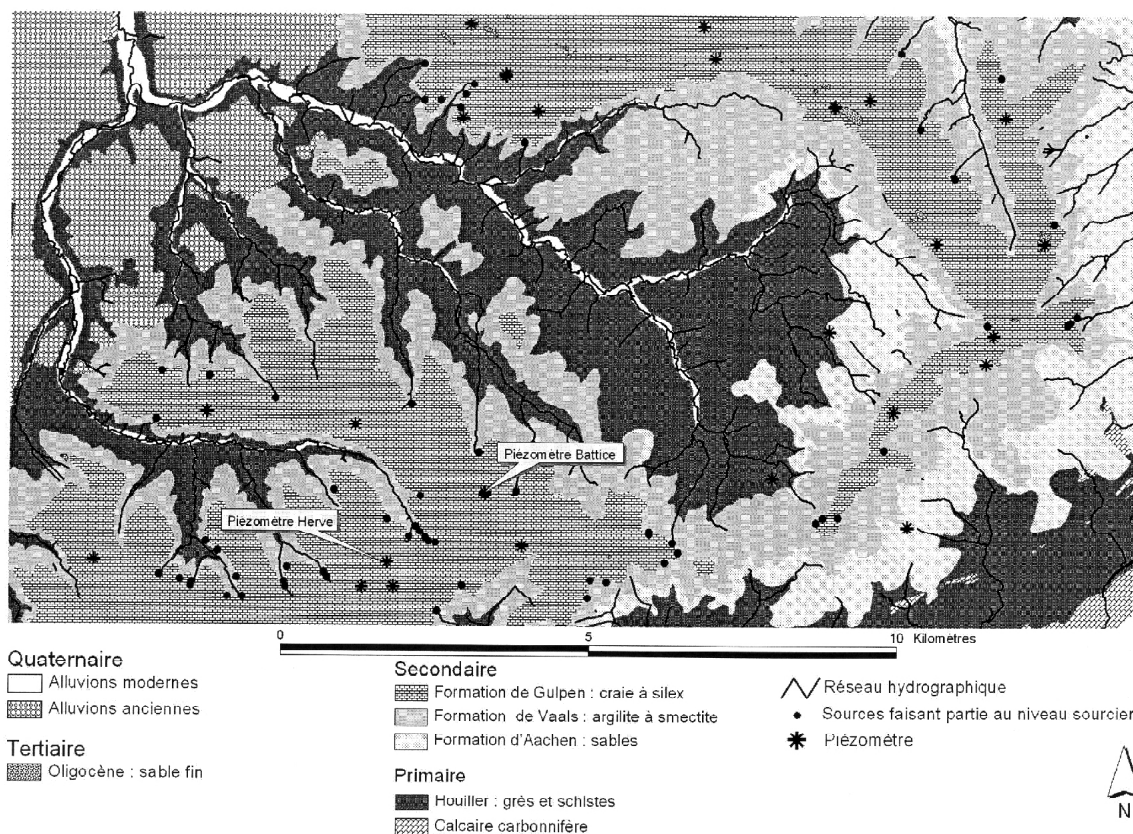 Piézomètre Battice
Piézomètre Herve
0 5 10 Kilomètres
Quaternaire
Alluvions modernes
Alluvions anciennes
Tertiaire
Oligocène : sable fin
Secondaire
Formation de Gulpen : craie à silex
Formation de Vaals : argilite à smectite
Formation d'Aachen : sables
Primaire
Houiller : grès et schistes
Calcaire carbonnifère
Réseau hydrographique
Sources faisant partie au niveau sourcier
Piézomètre
N